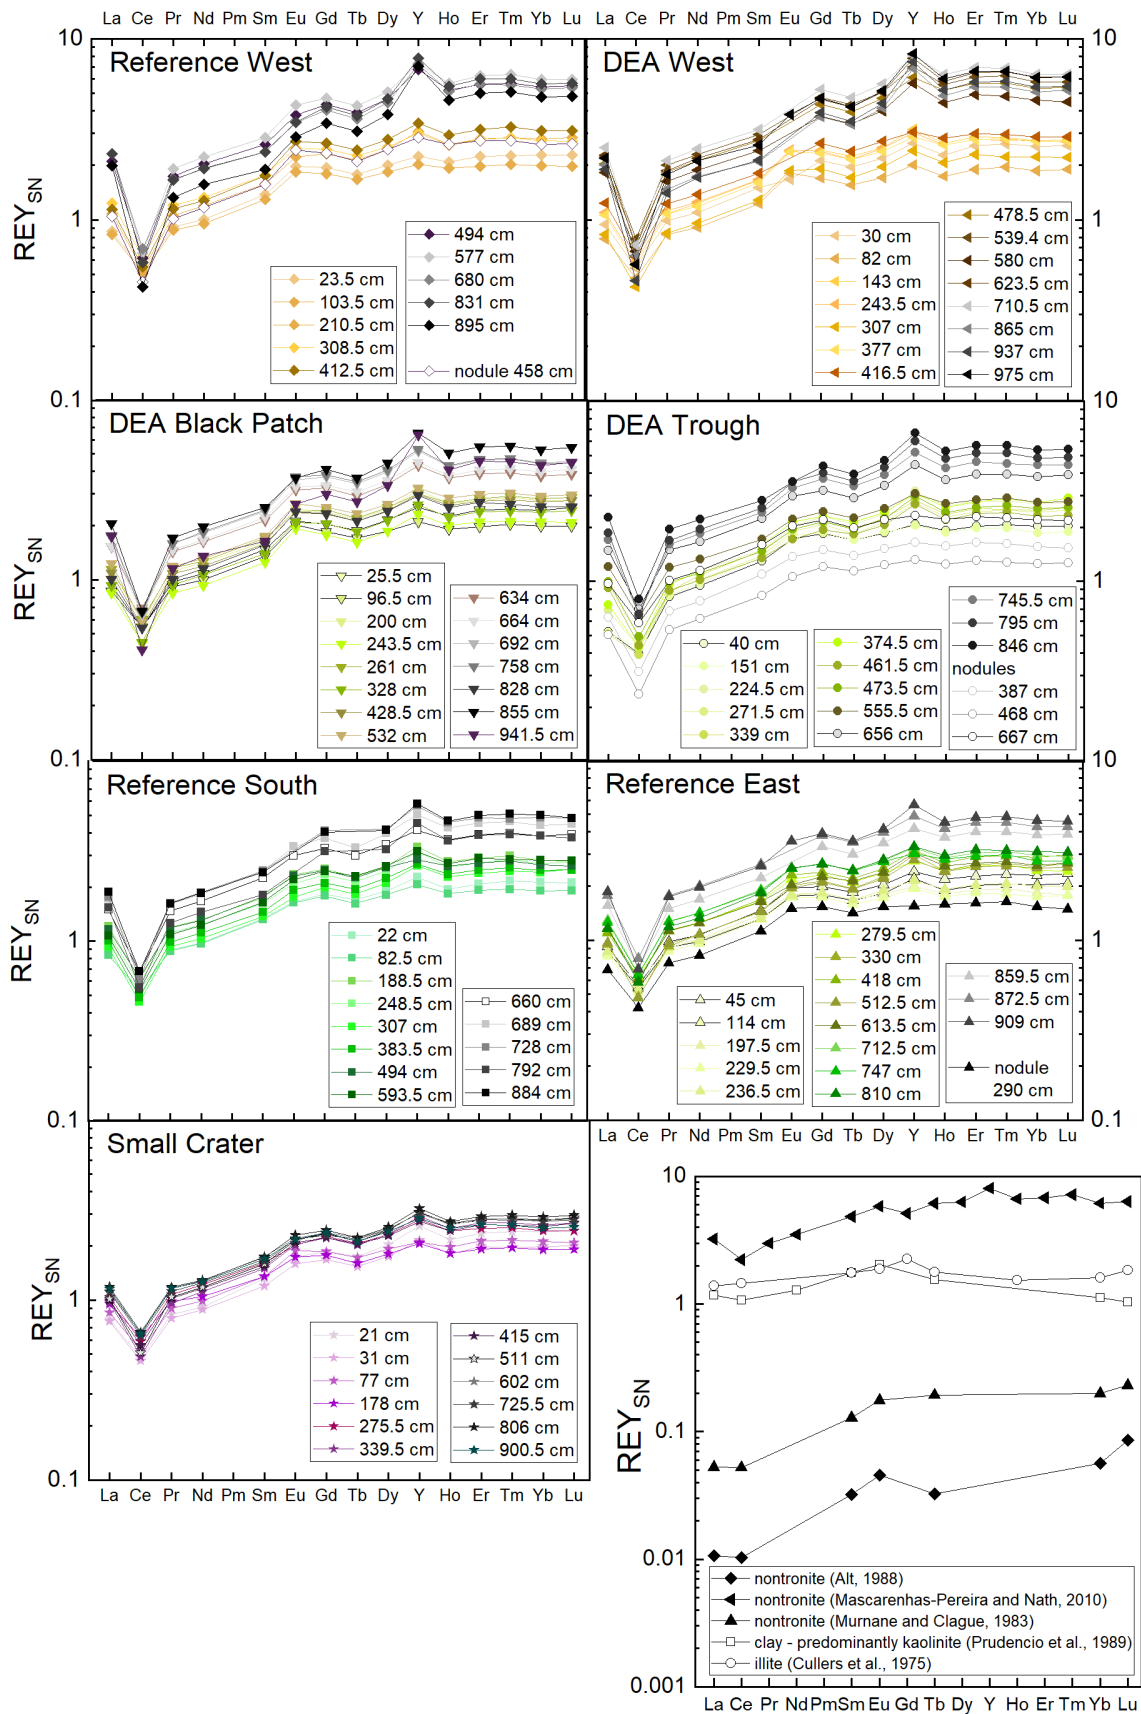 La Ce Pr Nd Pm Sm Eu Gd Tb Dy Y Ho Er Tm Yb Lu
La Ce Pr Nd Pm Sm Eu Gd Tb Dy Y Ho Er Tm Yb Lu
10
1
0.1
REYSN
Reference West
23.5 cm
103.5 cm
210.5 cm
308.5 cm
412.5 cm
494 cm
577 cm
680 cm
831 cm
895 cm
nodule 458 cm
DEA West
30 cm
82 cm
143 cm
243.5 cm
307 cm
377 cm
416.5 cm
478.5 cm
539.4 cm
580 cm
623.5 cm
710.5 cm
865 cm
937 cm
975 cm
10
1
10
REYSN
1
0.1
DEA Black Patch
25.5 cm
96.5 cm
200 cm
243.5 cm
261 cm
328 cm
428.5 cm
532 cm
634 cm
664 cm
692 cm
758 cm
828 cm
855 cm
941.5 cm
DEA Trough
40 cm
151 cm
224.5 cm
271.5 cm
339 cm
374.5 cm
461.5 cm
473.5 cm
555.5 cm
656 cm
745.5 cm
795 cm
846 cm
nodules
387 cm
468 cm
667 cm
1
10
REYSN
1
0.1
Reference South
22 cm
82.5 cm
188.5 cm
248.5 cm
307 cm
383.5 cm
494 cm
593.5 cm
660 cm
689 cm
728 cm
792 cm
884 cm
Reference East
45 cm
114 cm
197.5 cm
229.5 cm
236.5 cm
279.5 cm
330 cm
418 cm
512.5 cm
613.5 cm
712.5 cm
747 cm
810 cm
859.5 cm
872.5 cm
909 cm
nodule
290 cm
1
0.1
La Ce Pr Nd Pm Sm Eu Gd Tb Dy Y Ho Er Tm Yb Lu
REYSN
1
0.1
Small Crater
21 cm
31 cm
77 cm
178 cm
275.5 cm
339.5 cm
415 cm
511 cm
602 cm
725.5 cm
806 cm
900.5 cm
La Ce Pr Nd Pm Sm Eu Gd Tb Dy Y Ho Er Tm Yb Lu
REYSN
10
1
0.1
0.01
0.001
nontronite (Alt, 1988)
nontronite (Mascarenhas-Pereira and Nath, 2010)
nontronite (Murnane and Clague, 1983)
clay - predominantly kaolinite (Prudencio et al., 1989)
illite (Cullers et al., 1975)
La Ce Pr Nd Pm Sm Eu Gd Tb Dy Y Ho Er Tm Yb Lu